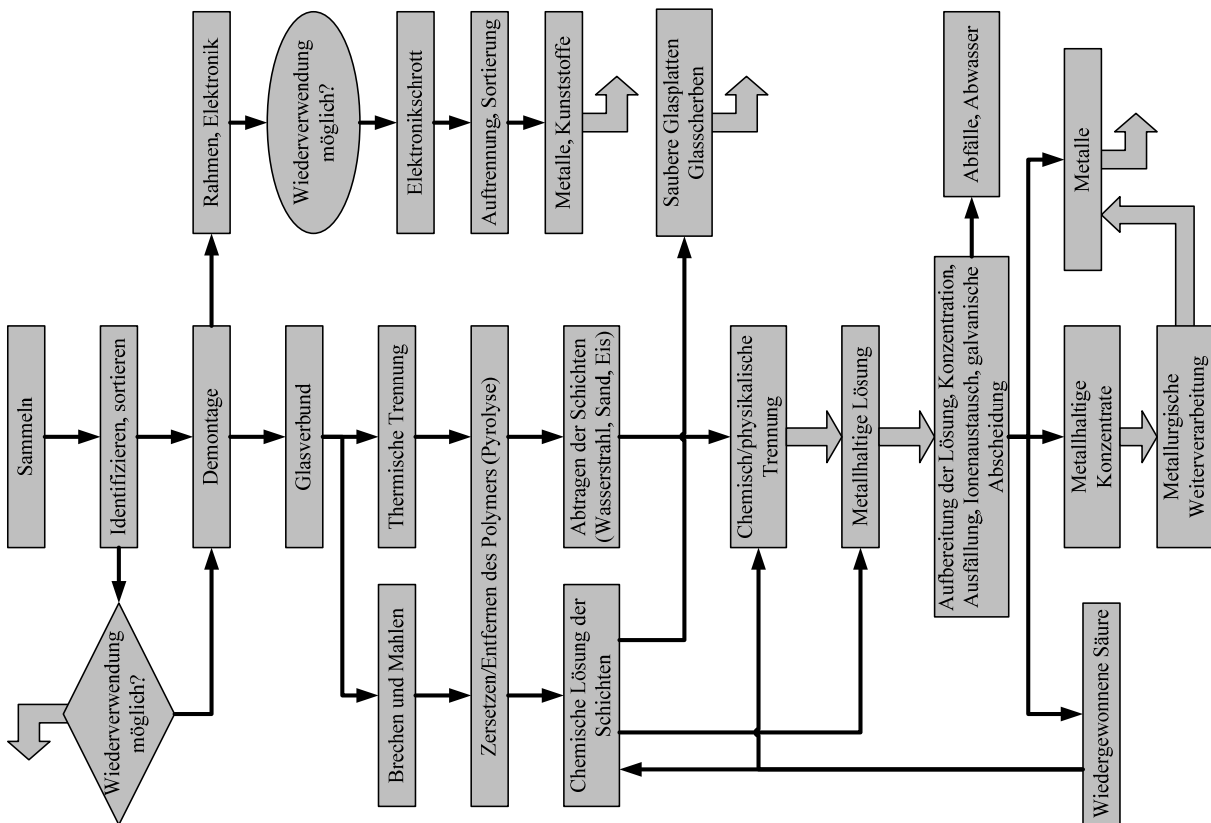 Sammeln
Identifizieren, sortieren
Wiederverwendung
möglich?
Demontage
Rahmen, Elektronik
Wiederverwendung
möglich?
Elektronikschrott
Auftrennung, Sortierung
Metalle, Kunststoffe
Glasverbund
Brechen und Mahlen
Thermische Trennung
Zersetzen/Entfernen des Polymers (Pyrolyse)
Chemische Lösung der
Schichten
Abtragen der Schichten
(Wasserstrahl, Sand, Eis)
Saubere Glasplatten
Glasscherben
Chemisch/physikalische
Trennung
Metallhaltige Lösung
Aufbereitung der Lösung, Konzentration,
Ausfällung, Ionenaustausch, galvanische
Abscheidung
Abfälle, Abwasser
Wiedergewonnene Säure
Metallhaltige
Konzentrate
Metalle
Metallurgische
Weiterverarbeitung